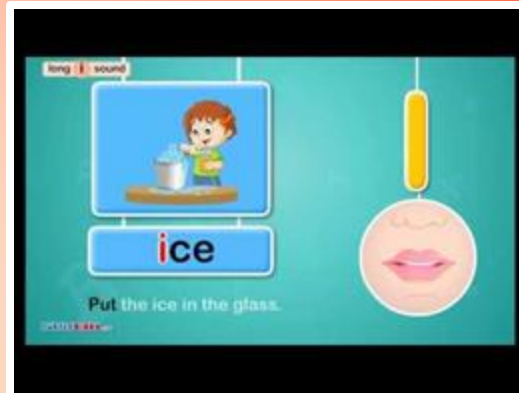 long i sound
ice
Put the ice in the glass.